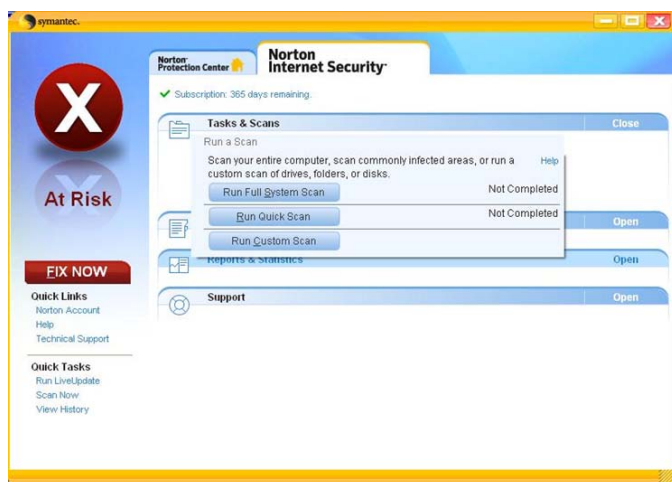 symantec.
Norton
Protection Center
Norton
Internet Security
Subscription: 365 days remaining.
X
At Risk
FIX NOW
Quick Links
Norton Account
Help
Technical Support
Quick Tasks
Run LiveUpdate
Scan Now
View History
Tasks & Scans Close
Run a Scan
Scan your entire computer, scan commonly infected areas, or run a Help
custom scan of drives, folders, or disks.
Run Full System Scan Not Completed
Run Quick Scan Not Completed
Run Custom Scan
Open
Reports & Statistics Open
Support Open